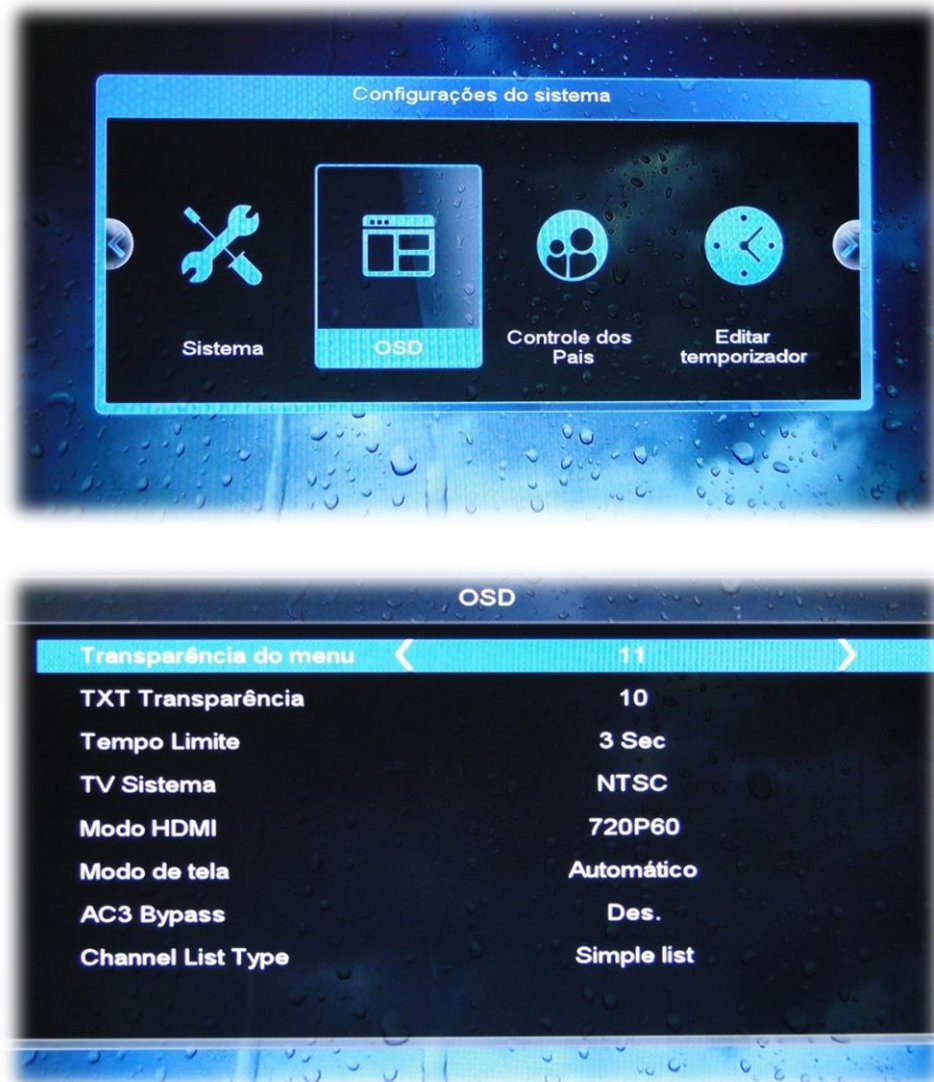 Configurações do sistema
Sistema
OSD
Controle dos
Pais
Editar
temporizador
OSD
Transparência do menu 11
TXT Transparência 10
Tempo Limite 3 Sec
TV Sistema NTSC
Modo HDMI 720P60
Modo de tela Automático
AC3 Bypass Des.
Channel List Type Simple list